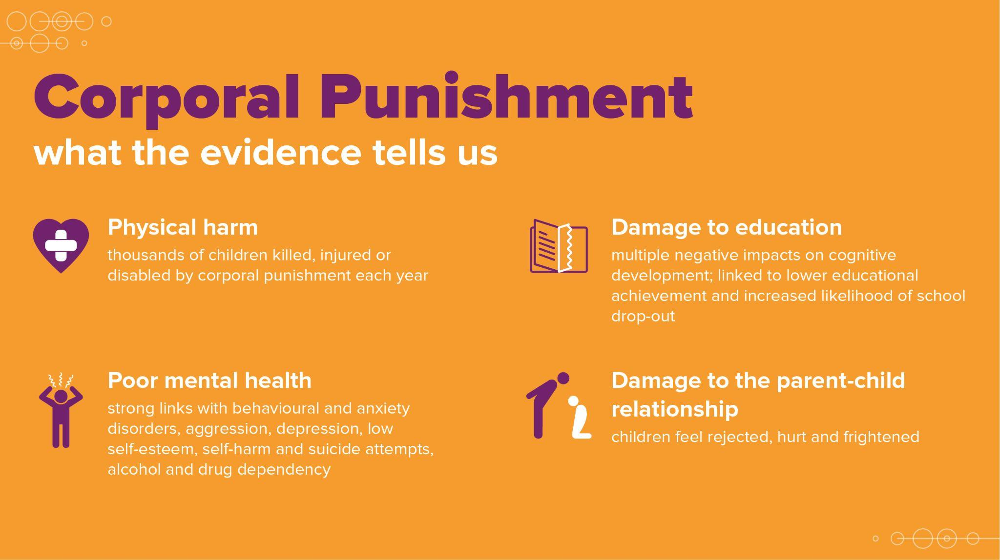 Corporal Punishment
what the evidence tells us
Physical harm
thousands of children killed, injured or
disabled by corporal punishment each year
Damage to education
multiple negative impacts on cognitive
development; linked to lower educational
achievement and increased likelihood of school
drop-out
Poor mental health
strong links with behavioural and anxiety
disorders, aggression, depression, low
self-esteem, self-harm and suicide attempts,
alcohol and drug dependency
Damage to the parent-child
relationship
children feel rejected, hurt and frightened